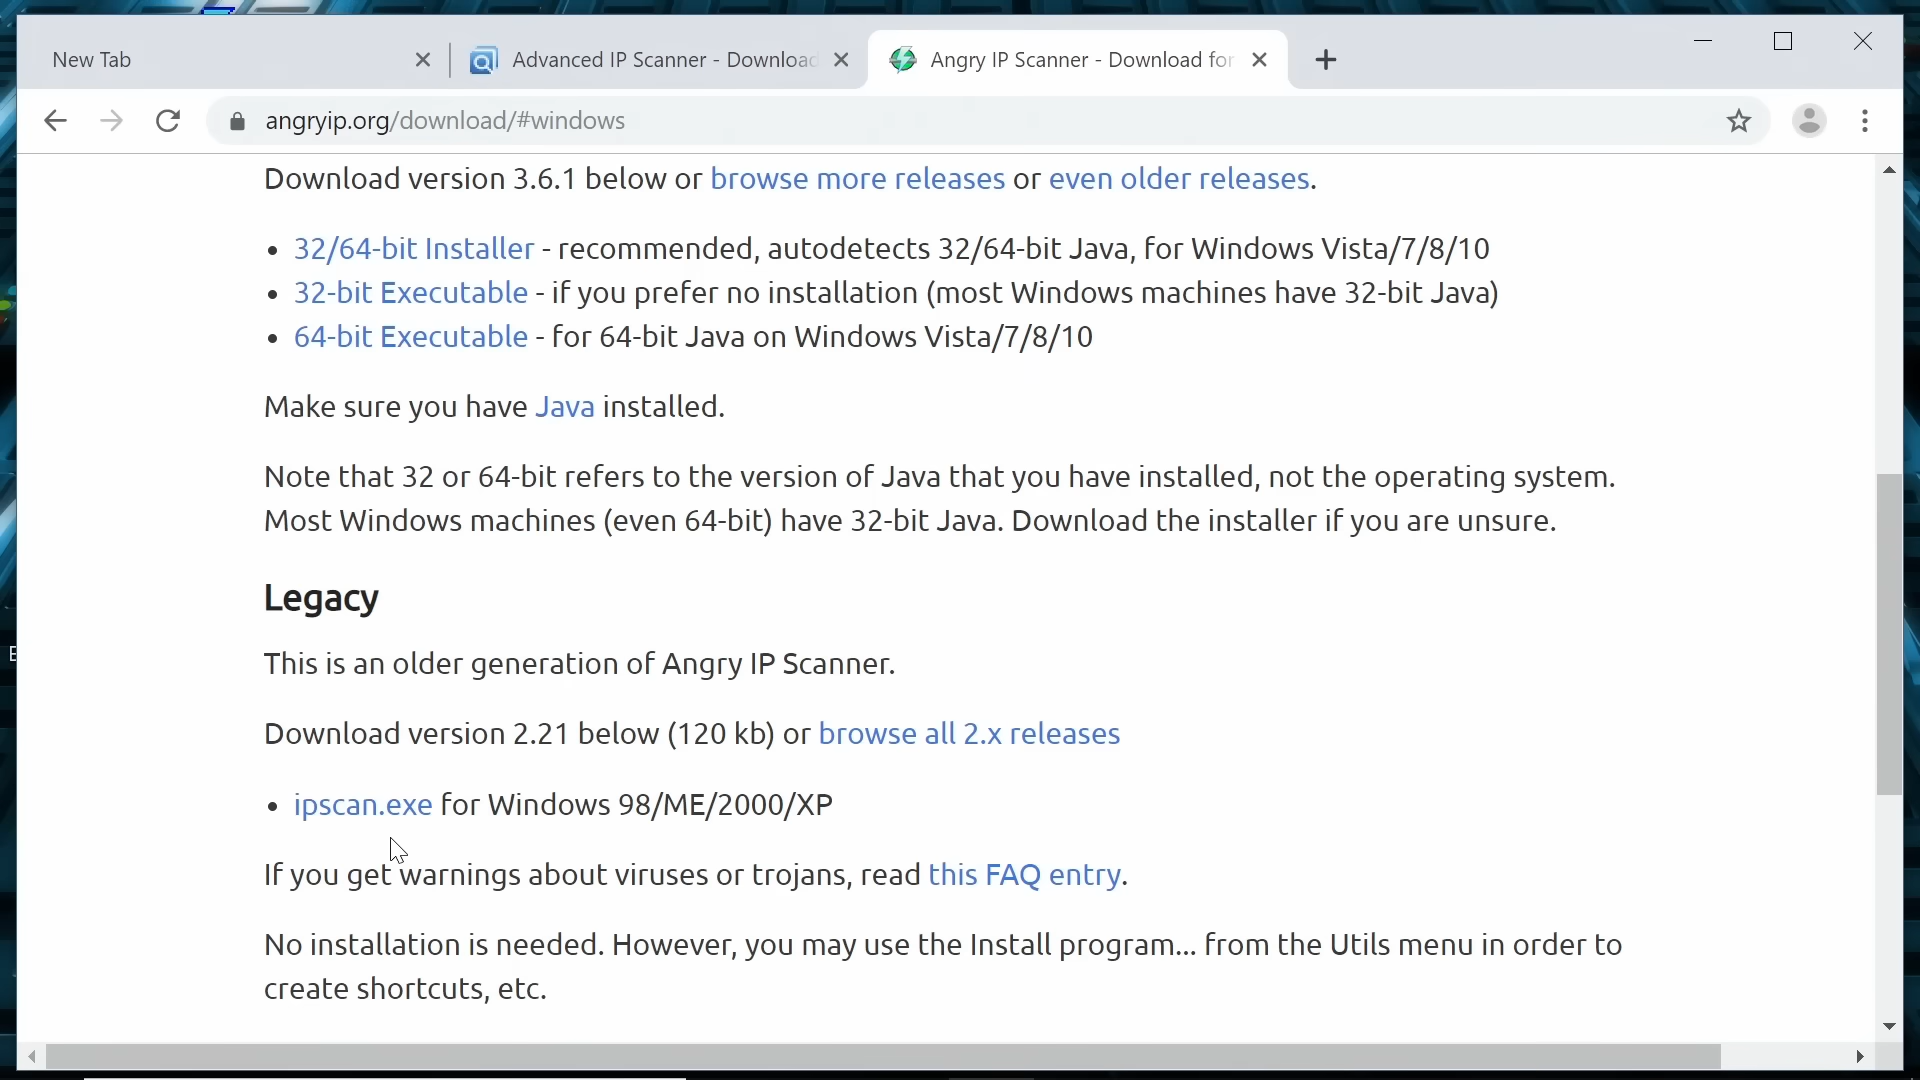 New Tab
Advanced IP Scanner - Download
Angry IP Scanner - Download for
angryip.org/download/#windows
Download version 3.6.1 below or browse more releases or even older releases.
• 32/64-bit Installer - recommended, autodetects 32/64-bit Java, for Windows Vista/7/8/10
• 32-bit Executable - if you prefer no installation (most Windows machines have 32-bit Java)
• 64-bit Executable - for 64-bit Java on Windows Vista/7/8/10
Make sure you have Java installed.
Note that 32 or 64-bit refers to the version of Java that you have installed, not the operating system.
Most Windows machines (even 64-bit) have 32-bit Java. Download the installer if you are unsure.
Legacy
This is an older generation of Angry IP Scanner.
Download version 2.21 below (120 kb) or browse all 2.x releases
• ipscan.exe for Windows 98/ME/2000/XP
If you get warnings about viruses or trojans, read this FAQ entry.
No installation is needed. However, you may use the Install program... from the Utils menu in order to
create shortcuts, etc.